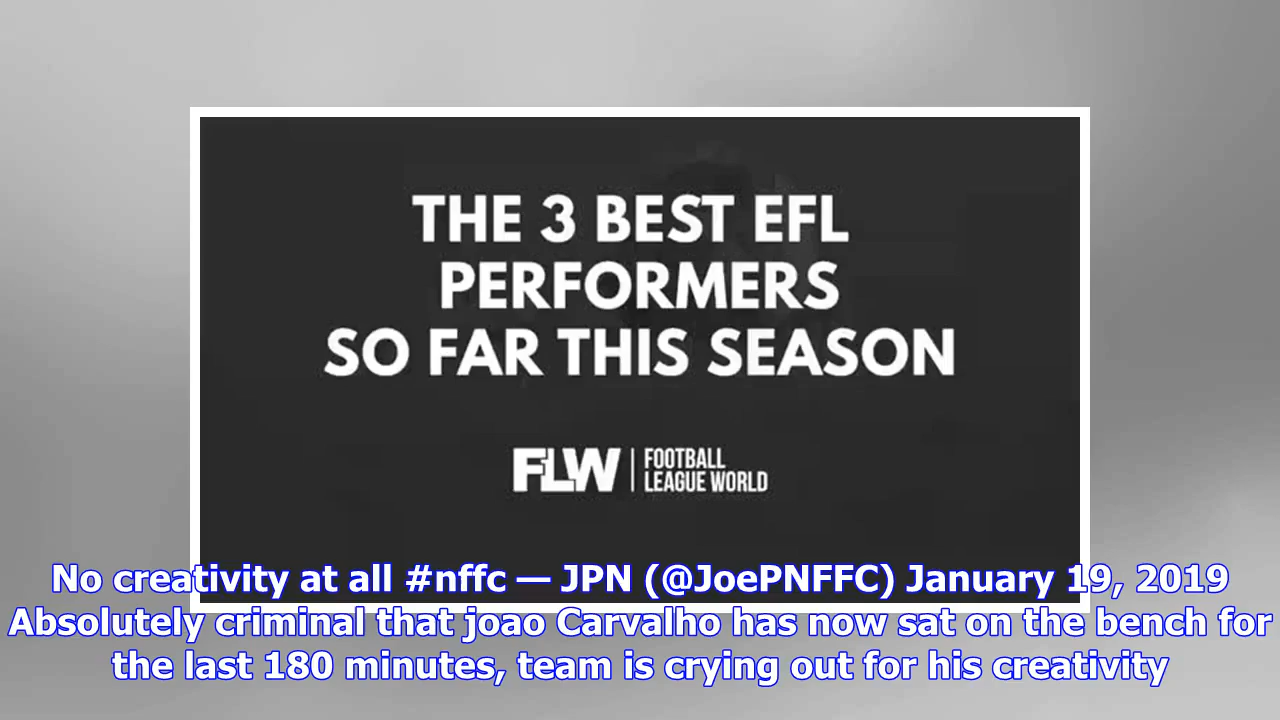 THE 3 BEST EFL
PERFORMERS
SO FAR THIS SEASON
FLW | FOOTBALL
LEAGUE WORLD
No creativity at all #nffc — JPN (@JoePNFFC) January 19, 2019
Absolutely criminal that joao Carvalho has now sat on the bench for
the last 180 minutes, team is crying out for his creativity